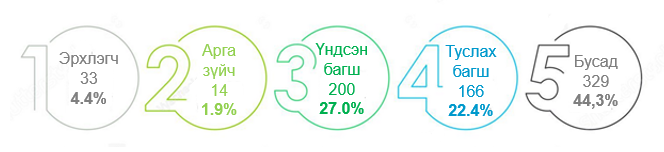 1
Эрхлэгч
33
4.4%
2
Арга
зүйч
14
1.9%
3
Үндсэн
багш
200
27.0%
4
Туслах
багш
166
22.4%
5
Бусад
329
44,3%